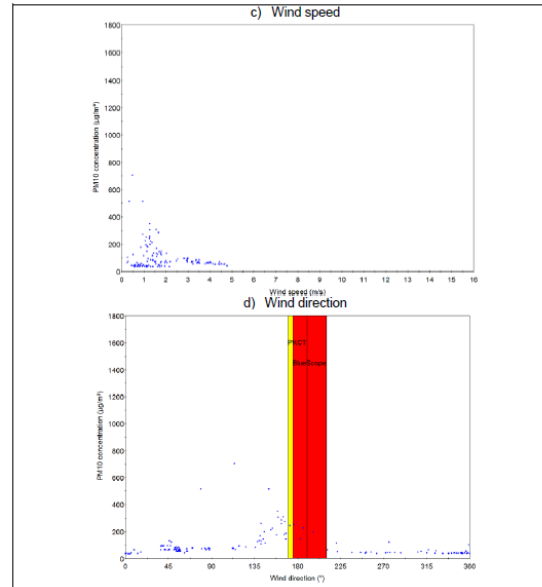 c) Wind speed
1800
1600
1400
1200
1000
800
600
400
200
0
PM10 concentration (µg/m³)
0 1 2 3 4 5 6 7 8 9 10 11 12 13 14 15 16
Wind speed (m/s)
d) Wind direction
1800
1600
1400
1200
1000
800
600
400
200
0
PM10 concentration (µg/m³)
PKCT
BlueScope
0 45 90 135 180 225 270 315 360
Wind direction (°)